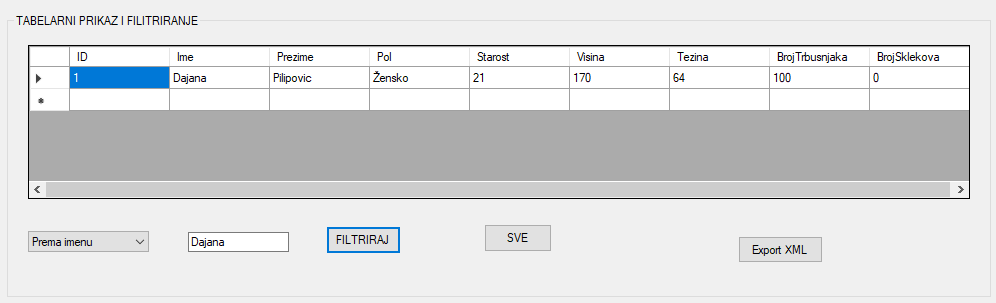 TABELARNI PRIKAZ I FILITRIRANJE
ID Ime Prezime Pol Starost Visina Tezina BrojTrbusnjaka BrojSklekova
1 Dajana Pilipovic Žensko 21 170 64 100 0
Prema imenu Dajana FILTRIRAJ SVE Export XML